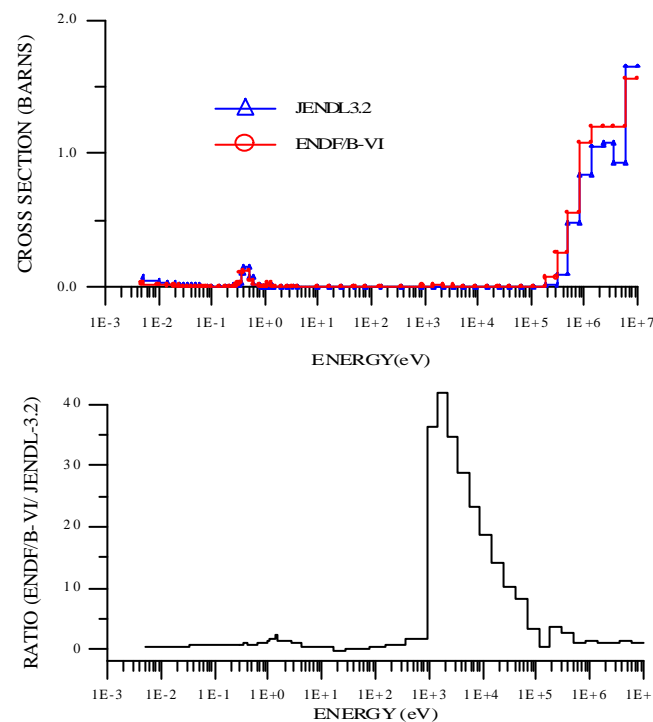 2.0
CROSS SECTION (BARNS)
JENDL3.2
ENDF/B-VI
1.0
0.0
1E-3 1E-2 1E-1 1E+0 1E+1 1E+2 1E+3 1E+4 1E+5 1E+6 1E+7
ENERGY(eV)
RATIO (ENDF/B-VI/ JENDL-3.2)
40
30
20
10
0
1E-3 1E-2 1E-1 1E+0 1E+1 1E+2 1E+3 1E+4 1E+5 1E+6 1E+
ENERGY (eV)